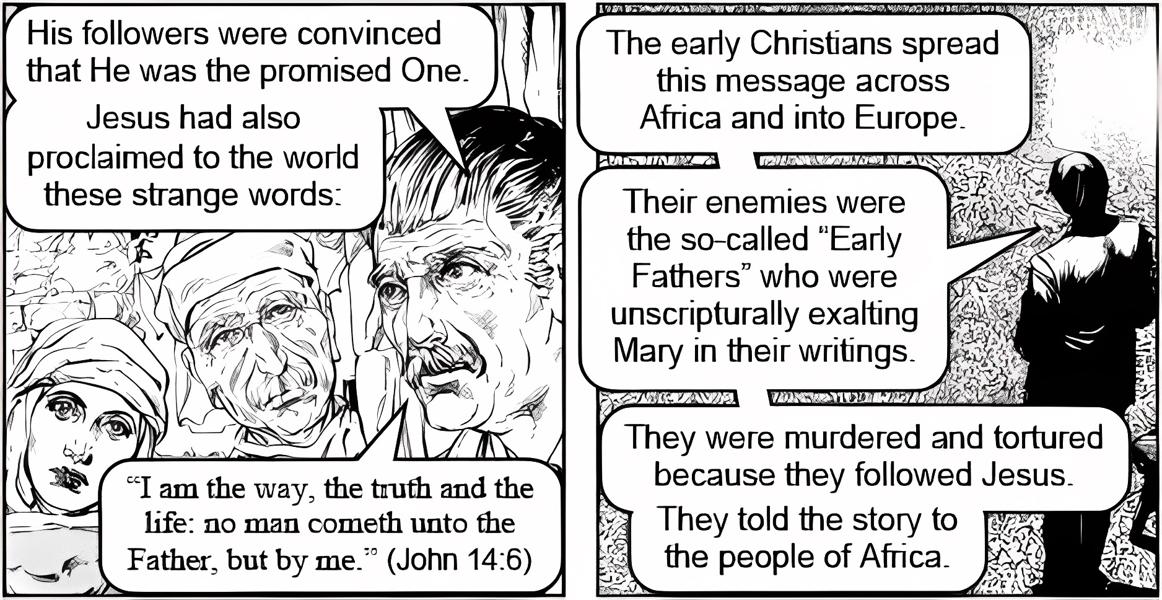 His followers were convinced
that He was the promised One.
Jesus had also
proclaimed to the world
these strange words:
“I am the way, the truth and the
life: no man cometh unto the
Father, but by me.” (John 14:6)
The early Christians spread
this message across
Africa and into Europe.
Their enemies were
the so-called “Early
Fathers” who were
unscripturally exalting
Mary in their writings.
They were murdered and tortured
because they followed Jesus.
They told the story to
the people of Africa.